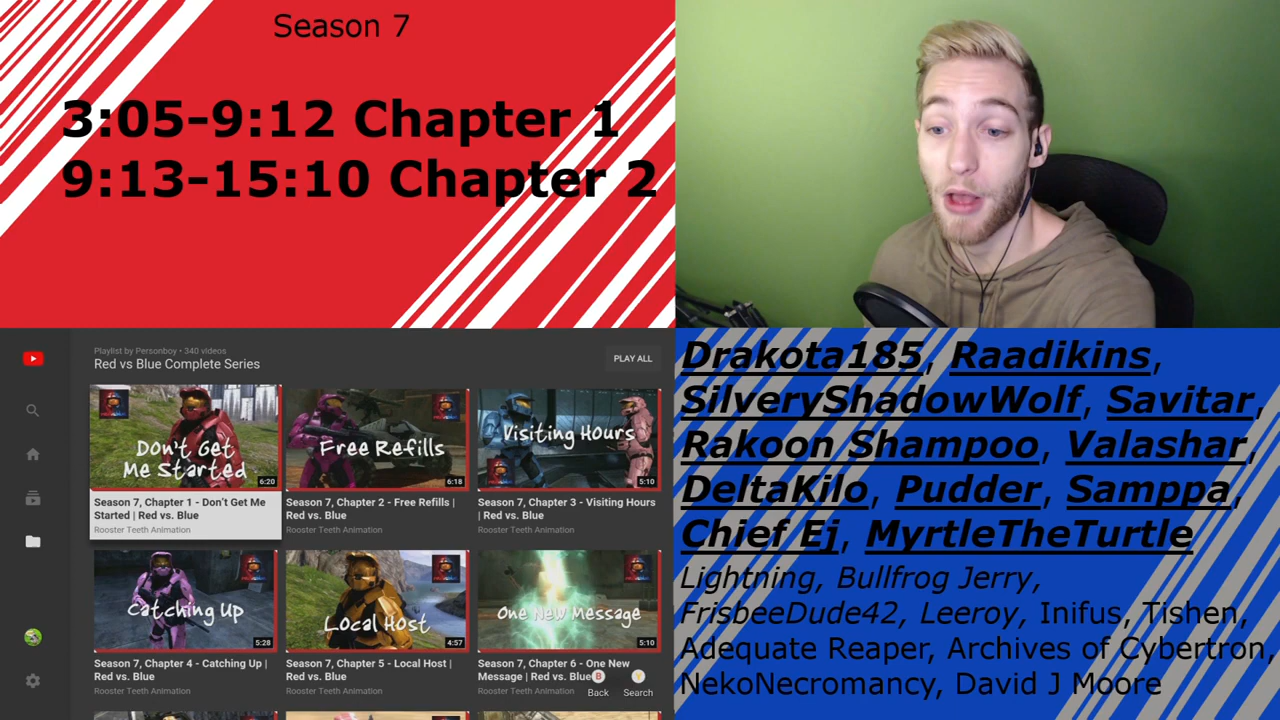 Season 7
3:05-9:12 Chapter 1
9:13-15:10 Chapter 2
Playlist by Personboy • 340 videos
Red vs Blue Complete Series
PLAY ALL
Don't Get
Me Started
6:20
Season 7, Chapter 1 - Don't Get Me
Started | Red vs. Blue
Rooster Teeth Animation
Free Refills
6:18
Season 7, Chapter 2 - Free Refills |
Red vs. Blue
Rooster Teeth Animation
Visiting Hours
5:10
Season 7, Chapter 3 - Visiting Hours
| Red vs. Blue
Rooster Teeth Animation
Catching Up
5:28
Season 7, Chapter 4 - Catching Up |
Red vs. Blue
Rooster Teeth Animation
Local Host
4:57
Season 7, Chapter 5 - Local Host |
Red vs. Blue
Rooster Teeth Animation
One New Message
5:10
Season 7, Chapter 6 - One New
Message | Red vs. Blue
Rooster Teeth Animation
B
Back
Y
Search
Drakota185, Raadikins,
SilveryShadowWolf, Savitar,
Rakoon Shampoo, Valashar,
DeltaKilo, Pudder, Samppa,
Chief Ej, MyrtleTheTurtle
Lightning, Bullfrog Jerry,
FrisbeeDude42, Leeroy, Inifus, Tishen,
Adequate Reaper, Archives of Cybertron,
NekoNecromancy, David J Moore